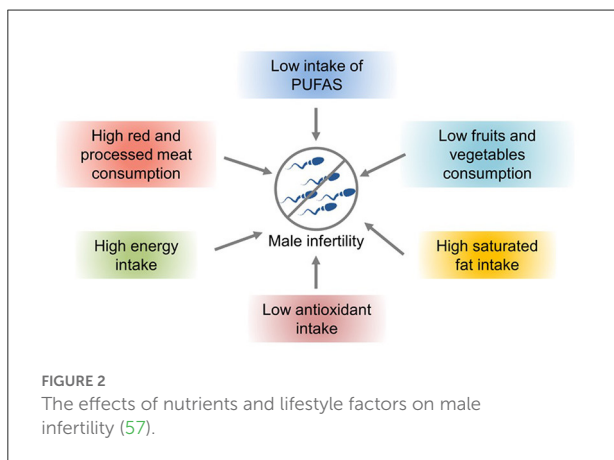 Low intake of
PUFAS
High red and
processed meat
consumption
Low fruits and
vegetables
consumption
High energy
intake
Male infertility
High saturated
fat intake
Low antioxidant
intake
FIGURE 2
The effects of nutrients and lifestyle factors on male
infertility (57).